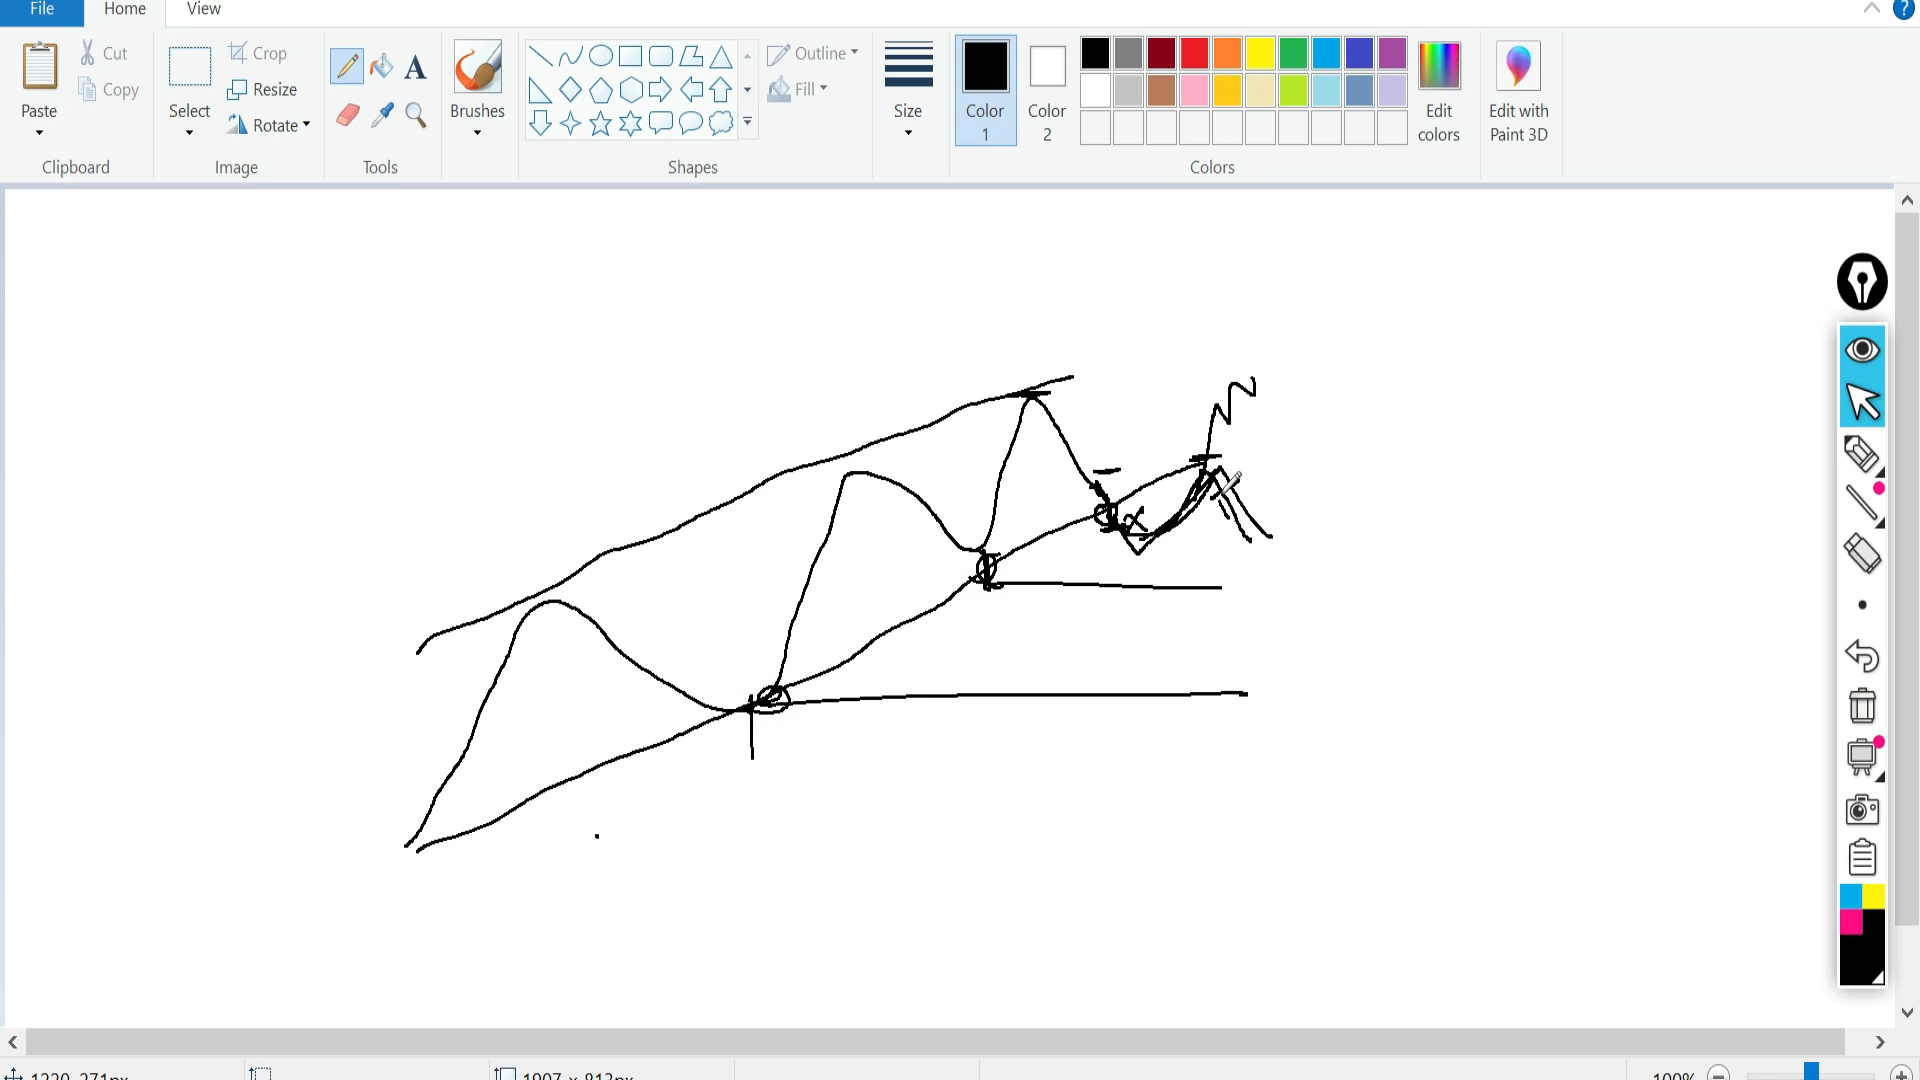 File Home View
Paste
Cut
Copy
Clipboard
Select
Crop
Resize
Rotate
Image
A
Tools
Brushes
Outline
Fill
Shapes
Size
Color 1
Color 2
Edit colors
Colors
Edit with Paint 3D
?
100%